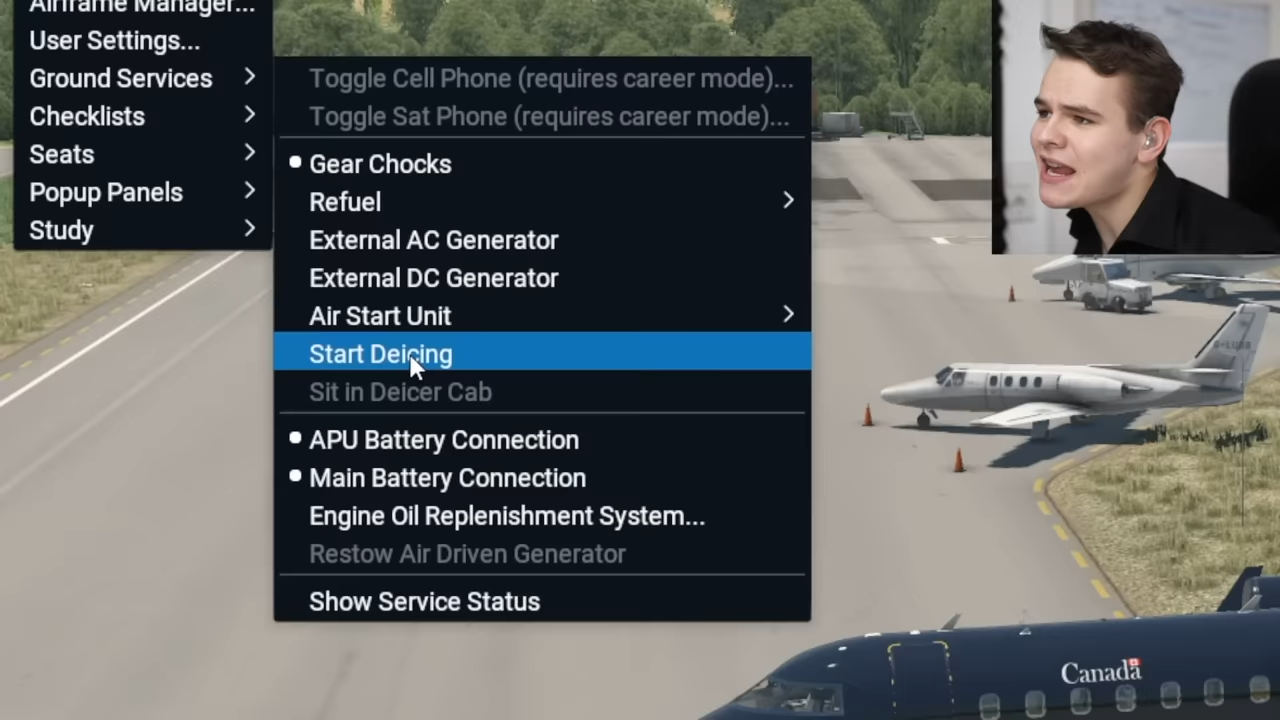 Airframe Manager...
User Settings...
Ground Services
Checklists
Seats
Popup Panels
Study
Toggle Cell Phone (requires career mode)...
Toggle Sat Phone (requires career mode)...
Gear Chocks
Refuel
External AC Generator
External DC Generator
Air Start Unit
Start Deicing
Sit in Deicer Cab
APU Battery Connection
Main Battery Connection
Engine Oil Replenishment System...
Restow Air Driven Generator
Show Service Status
Canada